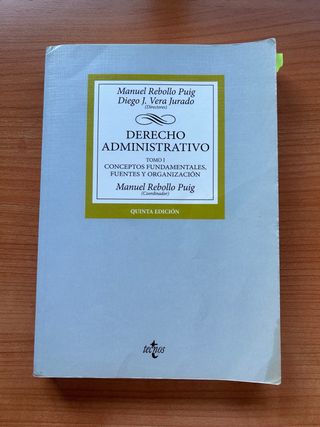 Manuel Rebollo Puig
Diego J. Vera Jurado
(Directores)
DERECHO
ADMINISTRATIVO
TOMO I
CONCEPTOS FUNDAMENTALES,
FUENTES Y ORGANIZACIÓN
Manuel Rebollo Puig
(Coordinador)
QUINTA EDICIÓN
tecnos